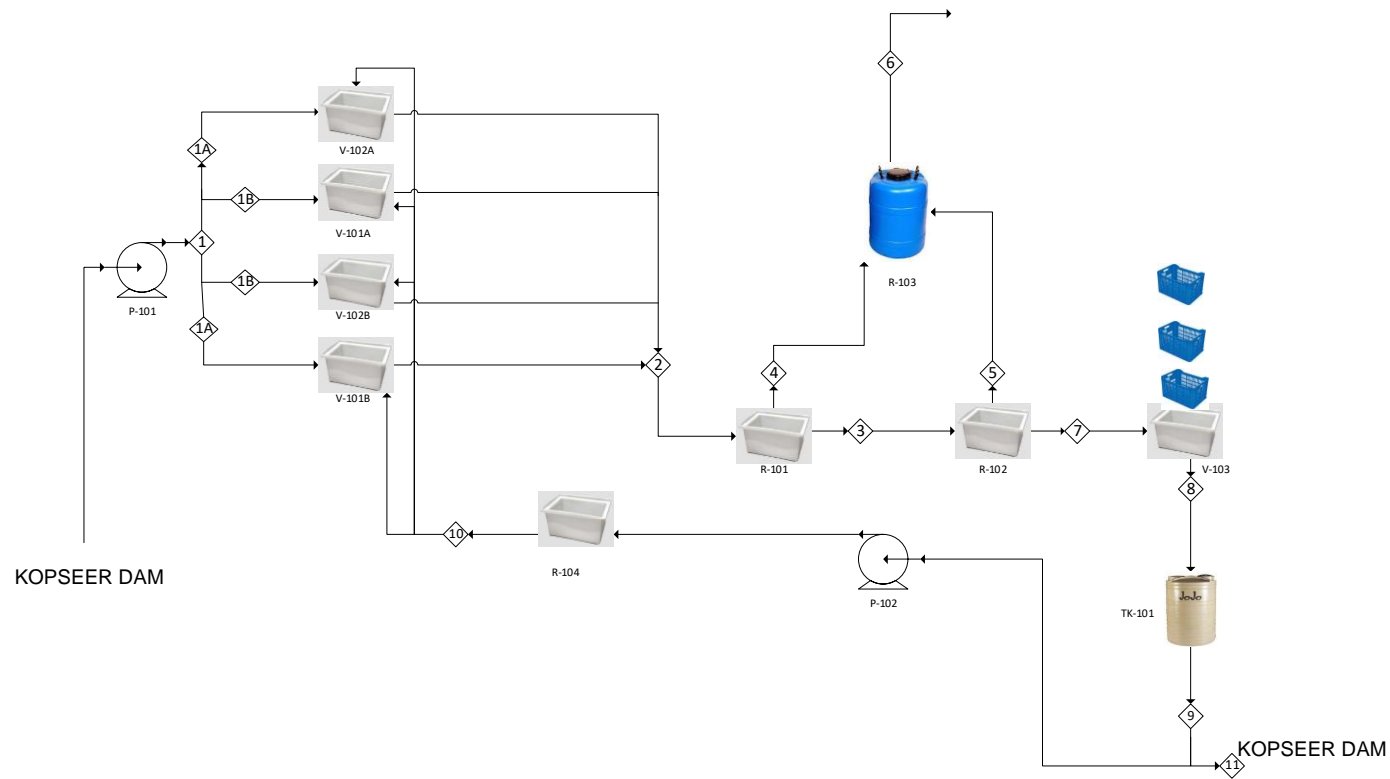 6
1A
V-102A
1B
V-101A
1
P-101
1B
V-102B
1A
V-101B
2
R-103
4
5
R-101
3
R-102
7
V-103
8
KOPSEER DAM
10
R-104
P-102
JoJo
TK-101
9
11
KOPSEER DAM